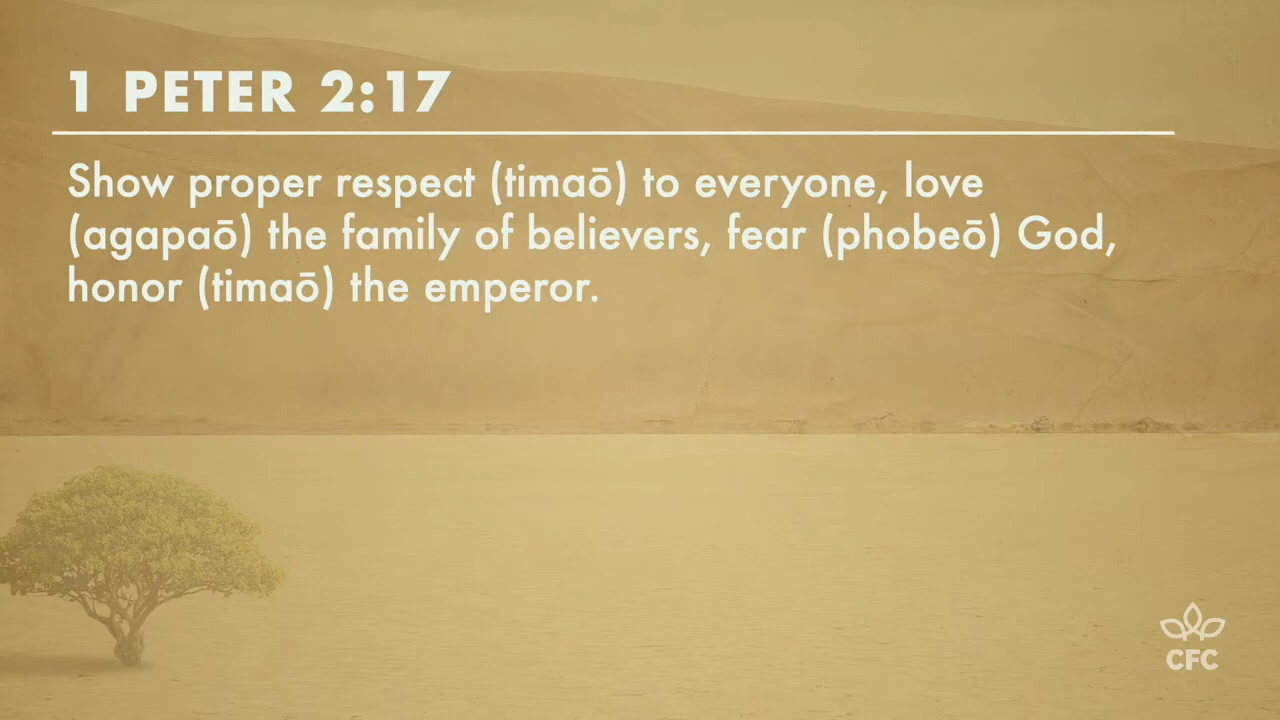 1 PETER 2:17
Show proper respect (timaō) to everyone, love
(agapaō) the family of believers, fear (phobeō) God,
honor (timaō) the emperor.
CFC